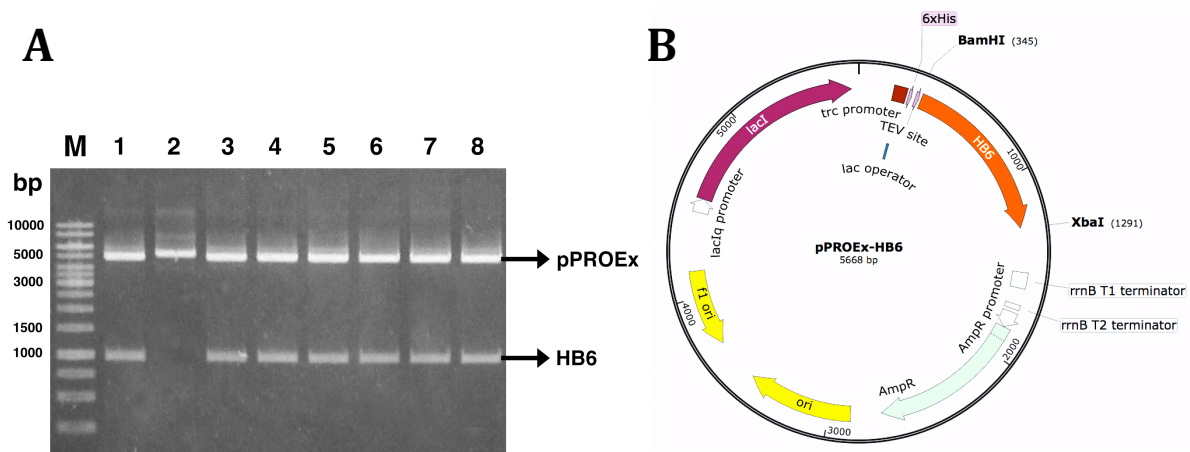 A
M 1 2 3 4 5 6 7 8
bp
10000
5000
3000
1500
1000
pPROEx
HB6
B
6xHis
BamHI (345)
trc promoter
TEV site
lac operator
HB6
1000
XbaI (1291)
lacI
5000
lacIq promoter
pPROEx-HB6
5668 bp
rrnB T1 terminator
rrnB T2 terminator
AmpR promoter
2000
AmpR
ori
3000
f1 ori
4000